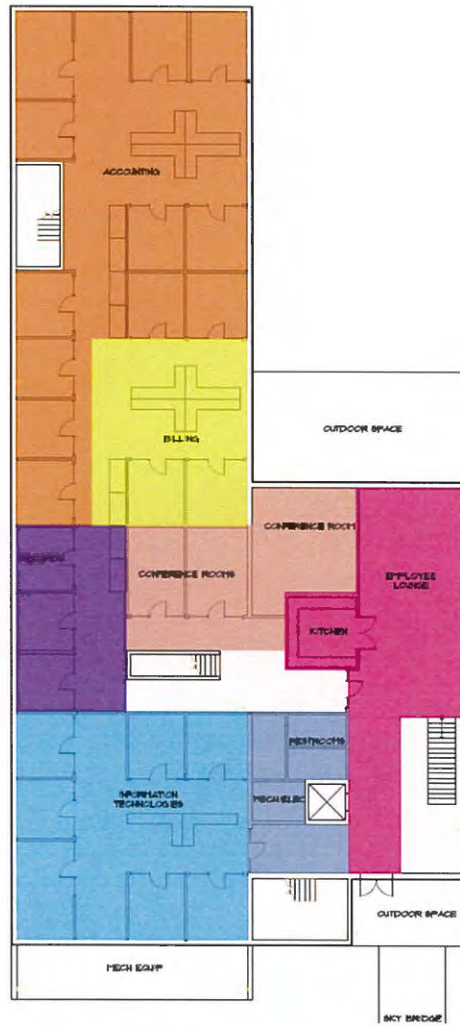 ACCOUNTING
BILLING
OUTDOOR SPACE
CONFERENCE ROOM
CONFERENCE ROOMS
EMPLOYEE
LOUNGE
KITCHEN
RESTROOMS
MECH ELEC
INFORMATION
TECHNOLOGIES
OUTDOOR SPACE
MECH EQUIP
SKY BRIDGE